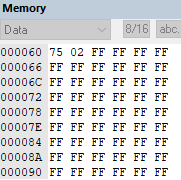 Memory
Data 8/16 abc.
000060 75 02 FF FF FF FF
000066 FF FF FF FF FF FF
00006C FF FF FF FF FF FF
000072 FF FF FF FF FF FF
000078 FF FF FF FF FF FF
00007E FF FF FF FF FF FF
000084 FF FF FF FF FF FF
00008A FF FF FF FF FF FF
000090 FF FF FF FF FF FF